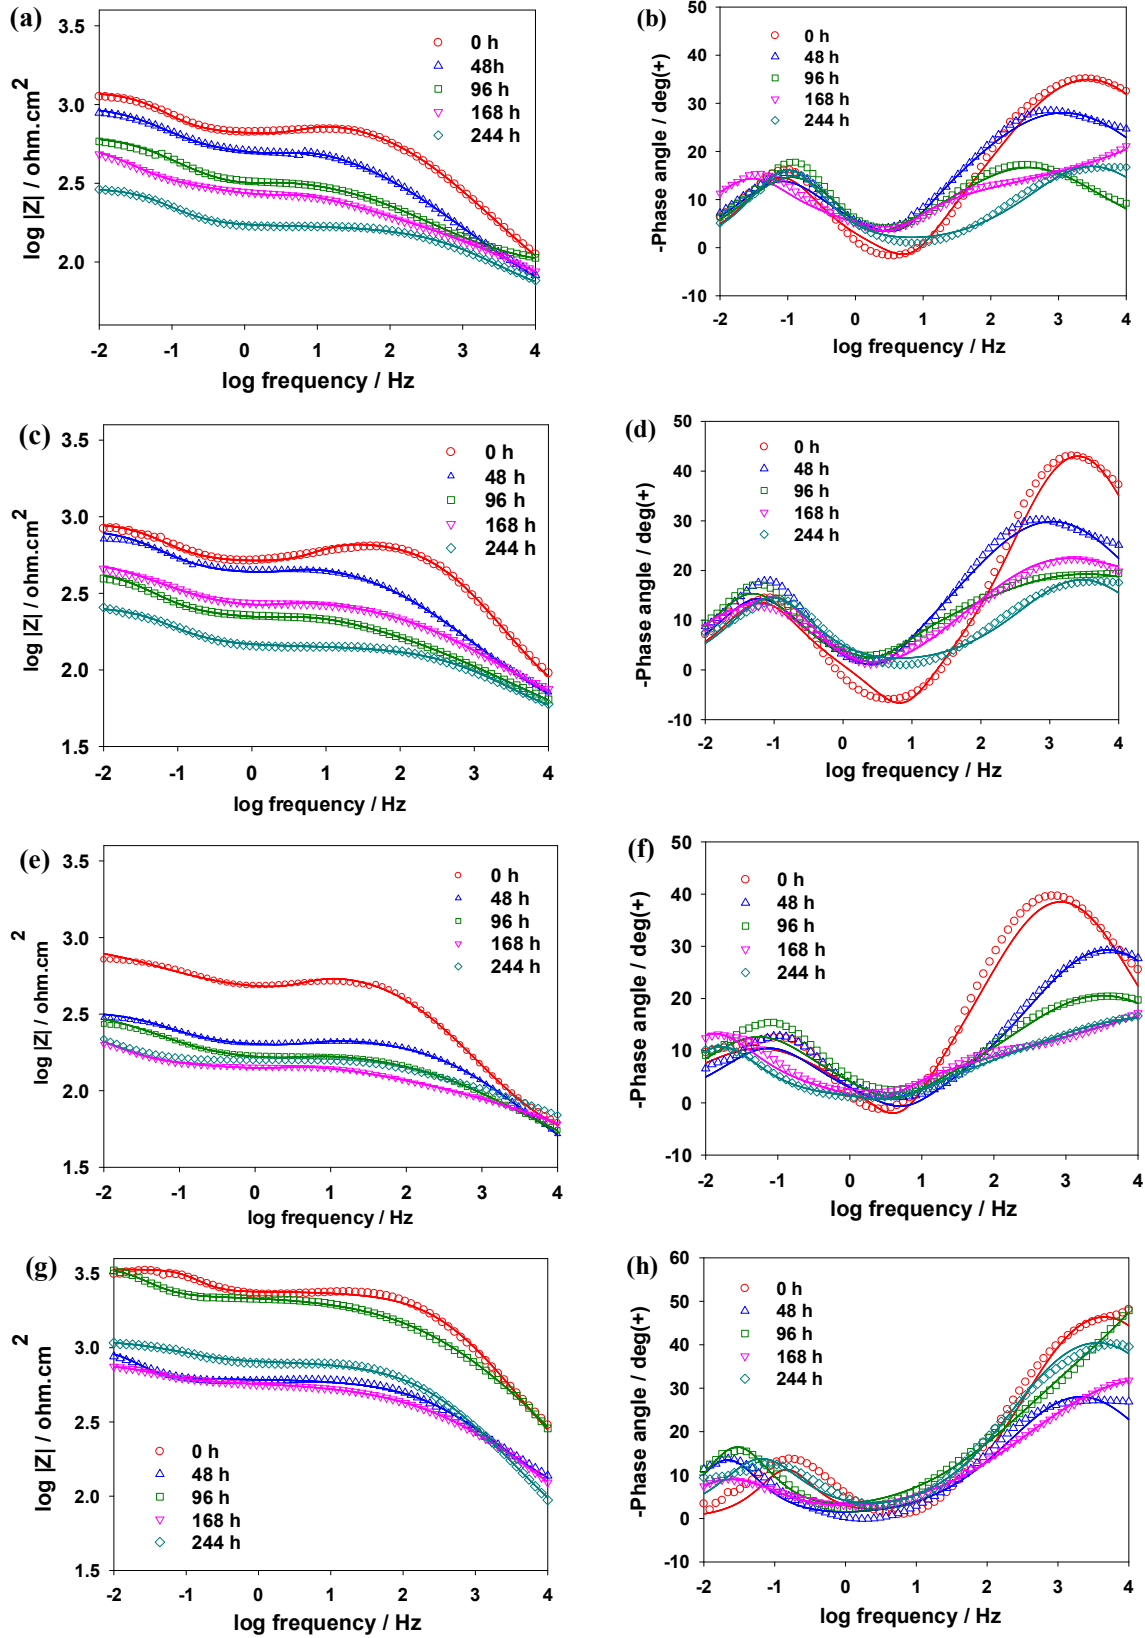 (a)
3.5
3.0
2.5
2.0
-2 -1 0 1 2 3 4
log |Z| / ohm.cm2
log frequency / Hz
0 h
48h
96 h
168 h
244 h
(b)
50
40
30
20
10
0
-10
-2 -1 0 1 2 3 4
-Phase angle / deg(+)
log frequency / Hz
0 h
48 h
96 h
168 h
244 h
(c)
3.5
3.0
2.5
2.0
1.5
-2 -1 0 1 2 3 4
log |Z| / ohm.cm2
log frequency / Hz
0 h
48 h
96 h
168 h
244 h
(d)
50
40
30
20
10
0
-10
-2 -1 0 1 2 3 4
-Phase angle / deg(+)
log frequency / Hz
0 h
48 h
96 h
168 h
244 h
(e)
3.5
3.0
2.5
2.0
1.5
-2 -1 0 1 2 3 4
log |Z| / ohm.cm 2
log frequency / Hz
0 h
48 h
96 h
168 h
244 h
(f)
50
40
30
20
10
0
-10
-2 -1 0 1 2 3 4
-Phase angle / deg(+)
log frequency / Hz
0 h
48 h
96 h
168 h
244 h
(g)
3.5
3.0
2.5
2.0
1.5
-2 -1 0 1 2 3 4
log |Z| / ohm.cm 2
log frequency / Hz
0 h
48 h
96 h
168 h
244 h
(h)
60
50
40
30
20
10
0
-10
-2 -1 0 1 2 3 4
-Phase angle / deg(+)
log frequency / Hz
0 h
48 h
96 h
168 h
244 h